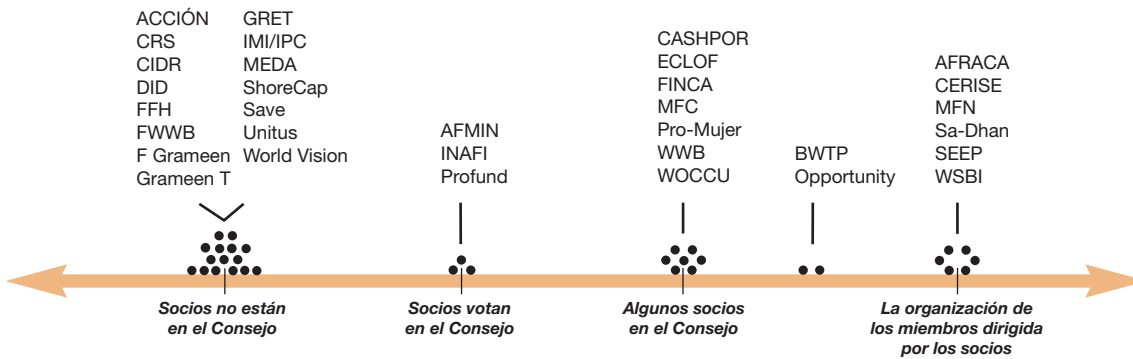 ACCIÓN
CRS
CIDR
DID
FFH
FWWB
F Grameen
Grameen T
GRET
IMI/IPC
MEDA
ShoreCap
Save
Unitus
World Vision
AFMIN
INAFI
Profund
CASHPOR
ECLOF
FINCA
MFC
Pro-Mujer
WWB
WOCCU
BWTP
Opportunity
AFRACA
CERISE
MFN
Sa-Dhan
SEEP
WSBI
Socios no están
en el Consejo
Socios votan
en el Consejo
Algunos socios
en el Consejo
La organización de
los miembros dirigida
por los socios